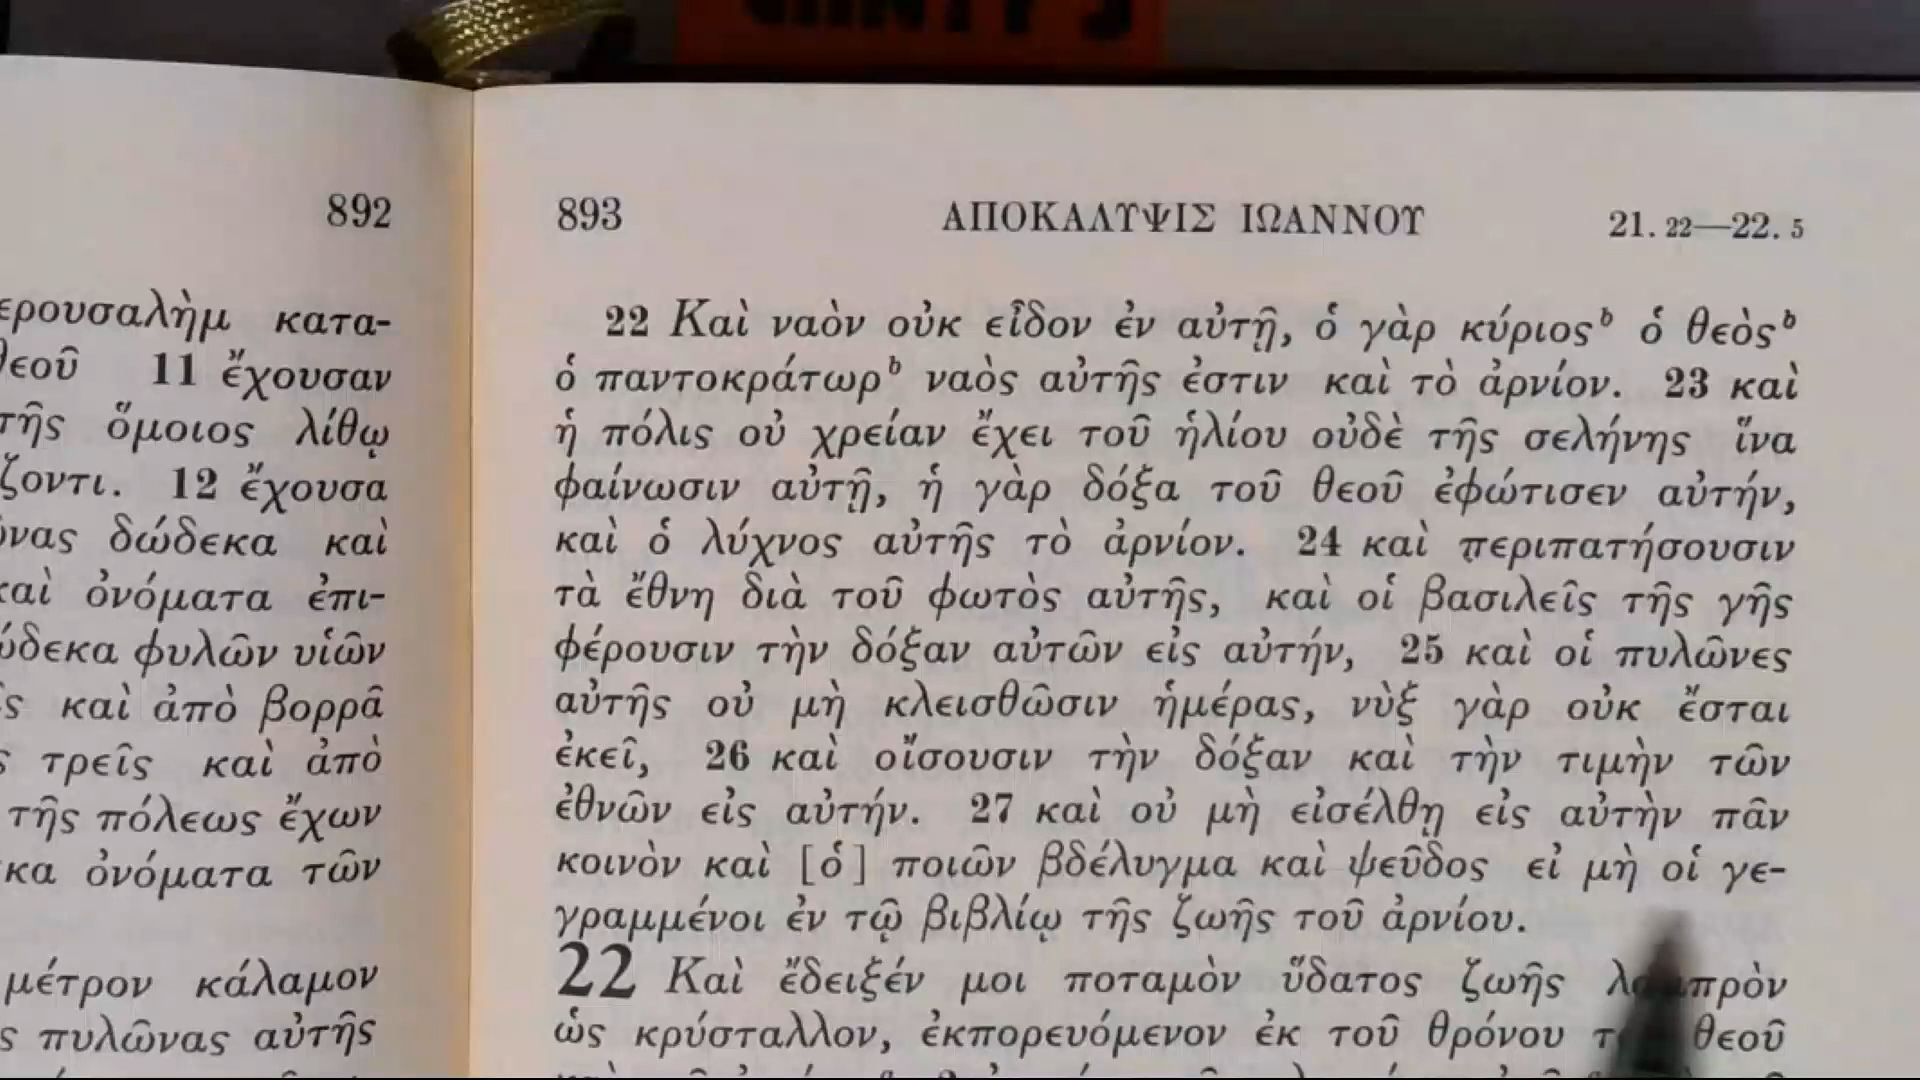 892
ερουσαλὴμ κατα-
θεοῦ 11 ἔχουσαν
τῆς ὅμοιος λίθῳ
ζοντι. 12 ἔχουσα
δώδεκα καὶ
καὶ ὀνόματα ἐπι-
φυλῶν υἱῶν
καὶ ἀπὸ βορρᾶ
τρεῖς καὶ ἀπὸ
τῆς πόλεως ἔχων
ὀνόματα τῶν
μέτρον κάλαμον
πυλῶνας αὐτῆς
893 ΑΠΟΚΑΛΥΨΙΣ ΙΩΑΝΝΟΥ 21. 22—22. 5
22 Καὶ ναὸν οὐκ εἶδον ἐν αὐτῇ, ὁ γὰρ κύριοςᵇ ὁ θεὸςᵇ
ὁ παντοκράτωρᵇ ναὸς αὐτῆς ἐστιν καὶ τὸ ἀρνίον. 23 καὶ
ἡ πόλις οὐ χρείαν ἔχει τοῦ ἡλίου οὐδὲ τῆς σελήνης ἵνα
φαίνωσιν αὐτῇ, ἡ γὰρ δόξα τοῦ θεοῦ ἐφώτισεν αὐτήν,
καὶ ὁ λύχνος αὐτῆς τὸ ἀρνίον. 24 καὶ περιπατήσουσιν
τὰ ἔθνη διὰ τοῦ φωτὸς αὐτῆς, καὶ οἱ βασιλεῖς τῆς γῆς
φέρουσιν τὴν δόξαν αὐτῶν εἰς αὐτήν, 25 καὶ οἱ πυλῶνες
αὐτῆς οὐ μὴ κλεισθῶσιν ἡμέρας, νὺξ γὰρ οὐκ ἔσται
ἐκεῖ, 26 καὶ οἴσουσιν τὴν δόξαν καὶ τὴν τιμὴν τῶν
ἐθνῶν εἰς αὐτήν. 27 καὶ οὐ μὴ εἰσέλθῃ εἰς αὐτὴν πᾶν
κοινὸν καὶ [ὁ] ποιῶν βδέλυγμα καὶ ψεῦδος εἰ μὴ οἱ γε-
γραμμένοι ἐν τῷ βιβλίῳ τῆς ζωῆς τοῦ ἀρνίου.
22 Καὶ ἔδειξέν μοι ποταμὸν ὕδατος ζωῆς λαμπρὸν
ὡς κρύσταλλον, ἐκπορευόμενον ἐκ τοῦ θρόνου τοῦ θεοῦ